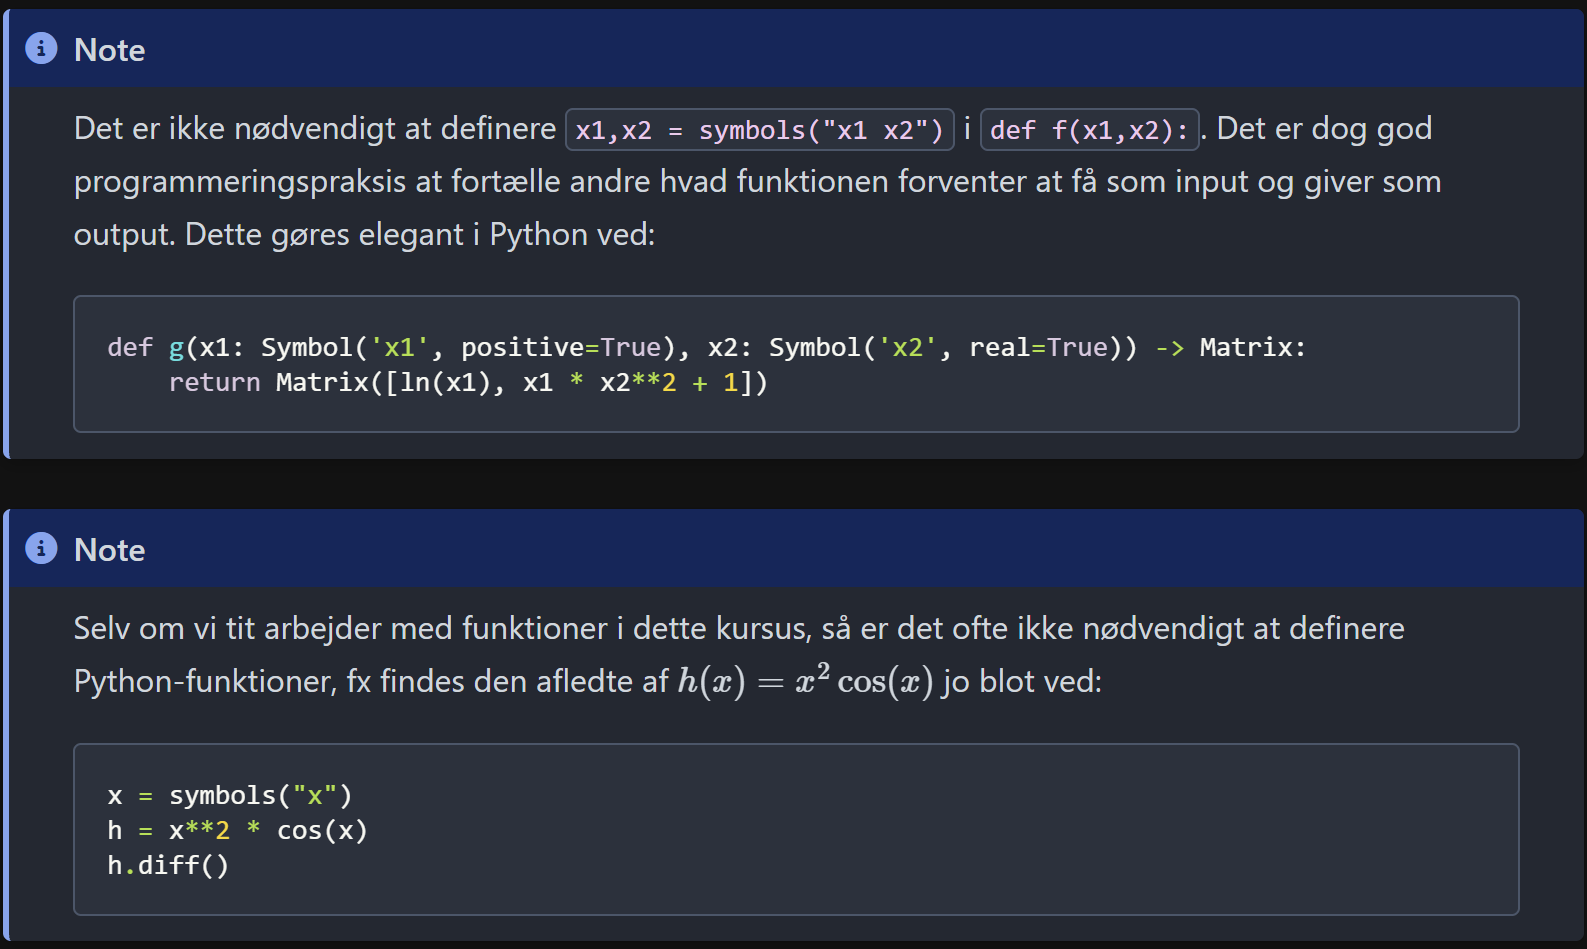 Note
Det er ikke nødvendigt at definere x1,x2 = symbols("x1 x2") i def f(x1,x2):. Det er dog god
programmeringspraksis at fortælle andre hvad funktionen forventer at få som input og giver som
output. Dette gøres elegant i Python ved:
def g(x1: Symbol('x1', positive=True), x2: Symbol('x2', real=True)) -> Matrix:
    return Matrix([ln(x1), x1 * x2**2 + 1])
Note
Selv om vi tit arbejder med funktioner i dette kursus, så er det ofte ikke nødvendigt at definere
Python-funktioner, fx findes den afledte af h(x) = x² cos(x) jo blot ved:
x = symbols("x")
h = x**2 * cos(x)
h.diff()